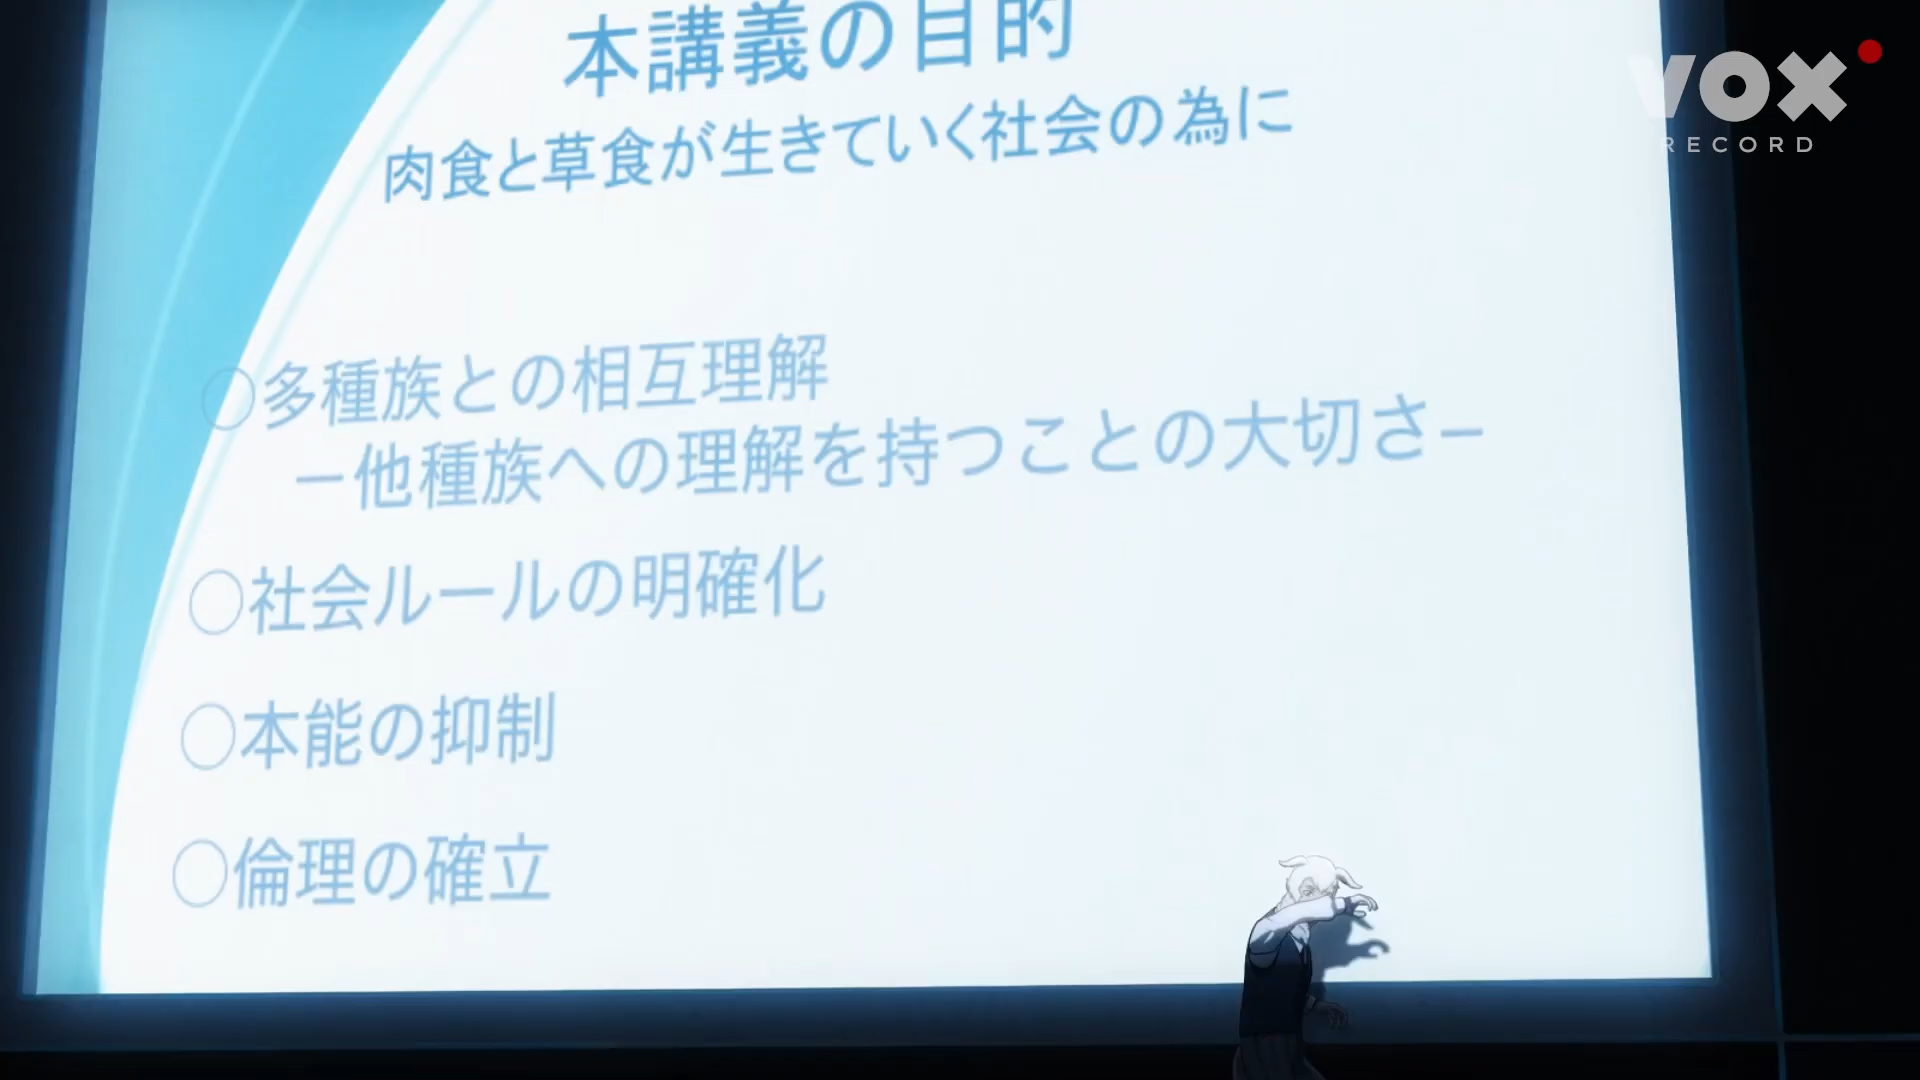 本講義の目的
肉食と草食が生きていく社会の為に
○多種族との相互理解
－他種族への理解を持つことの大切さ－
○社会ルールの明確化
○本能の抑制
○倫理の確立
VOX
RECORD